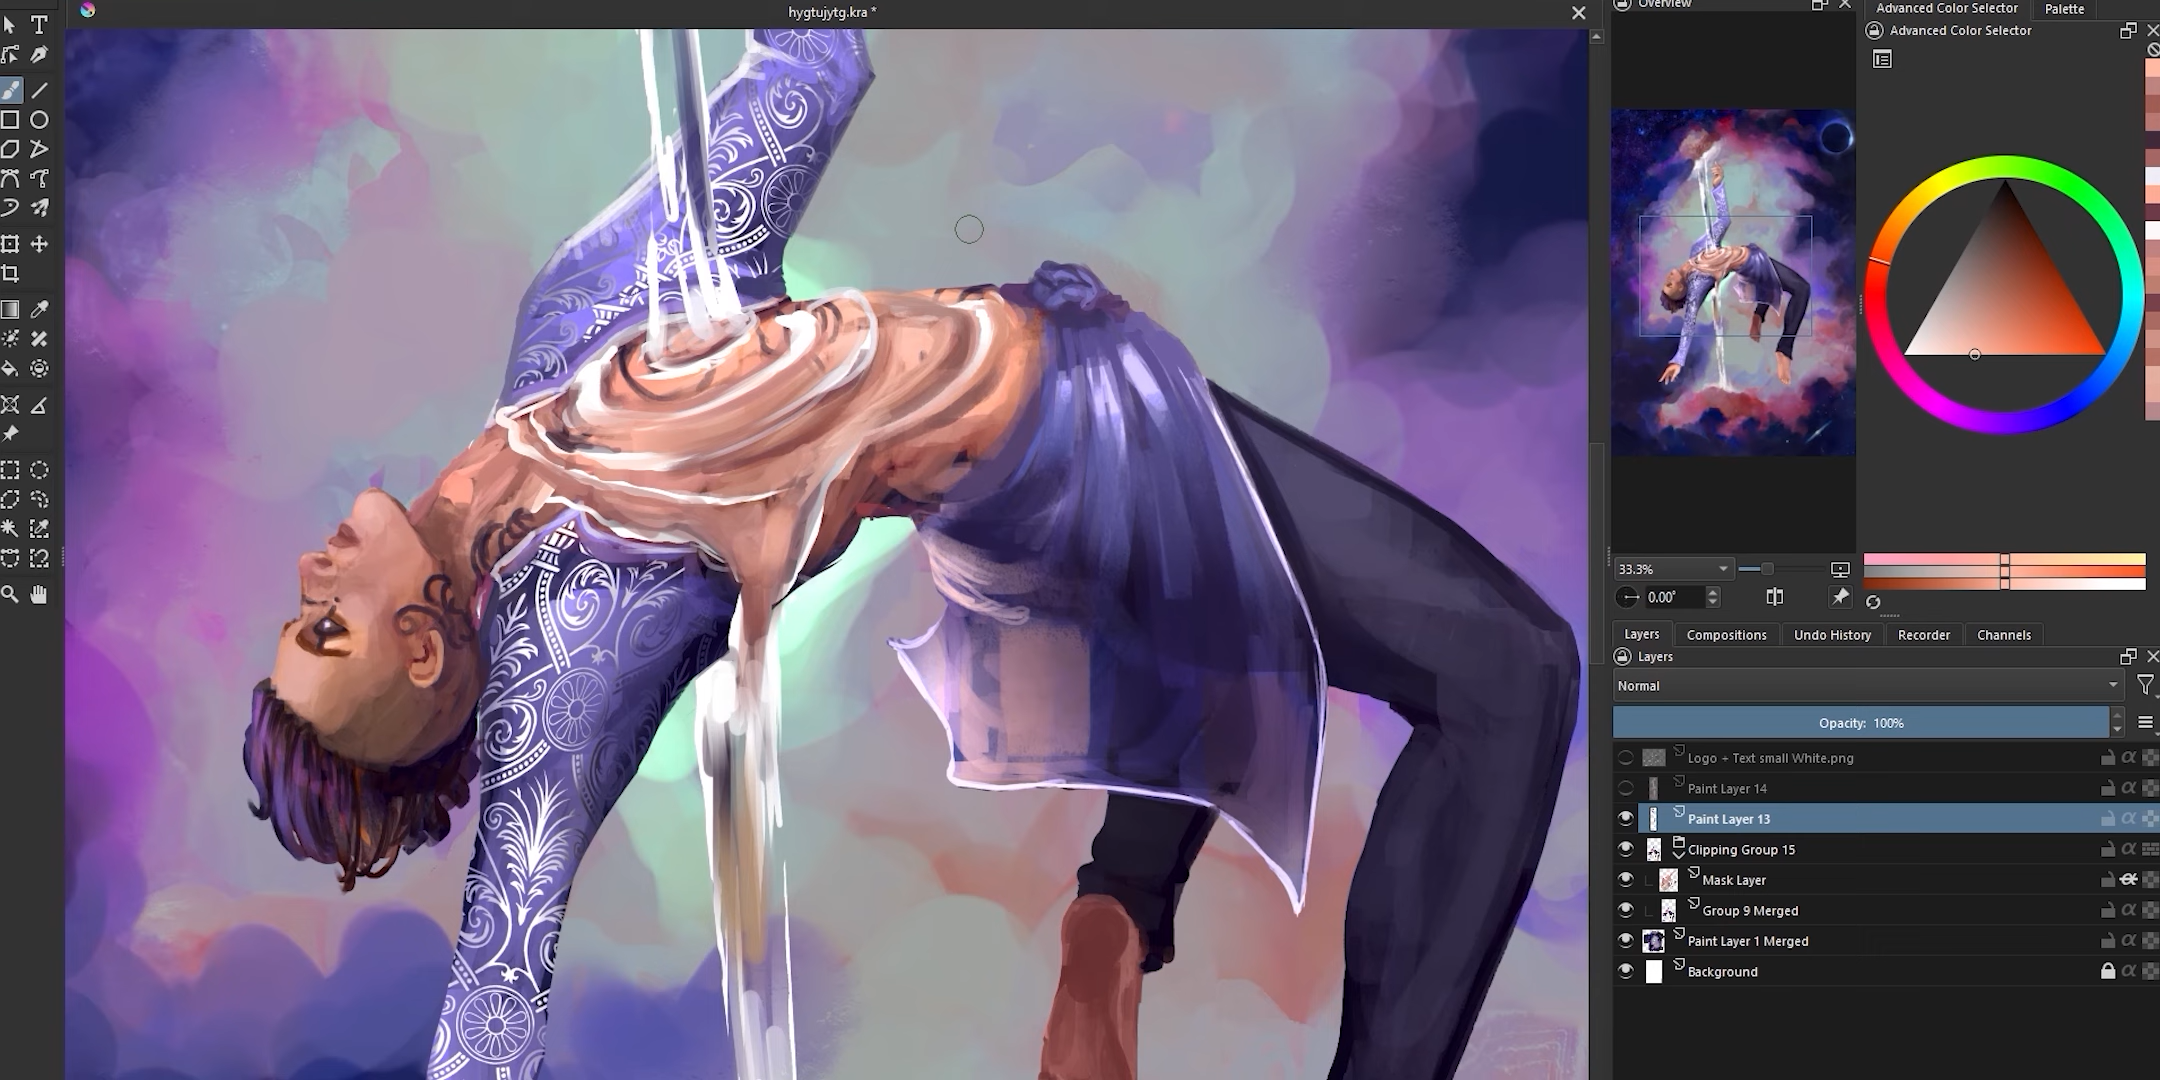 hygtujytg.kra *
Overview
Advanced Color Selector
Palette
Advanced Color Selector
33.3%
0.00°
Layers
Compositions
Undo History
Recorder
Channels
Layers
Normal
Opacity: 100%
Logo + Text small White.png
Paint Layer 14
Paint Layer 13
Clipping Group 15
Mask Layer
Group 9 Merged
Paint Layer 1 Merged
Background